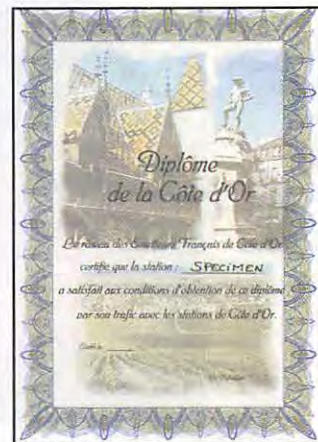 Diplôme
de la Côte d'Or
Le réseau des Emetteurs Français de Côte d'Or
certifie que la station : SPECIMEN
a satisfait aux conditions d'obtention de ce diplôme
par son trafic avec les stations de Côte d'Or.